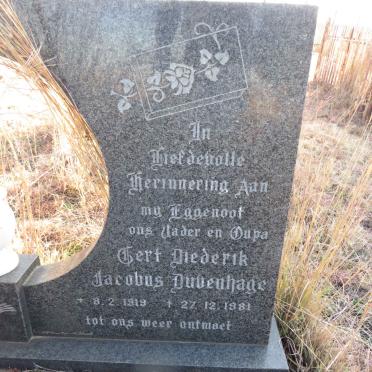 In
Liefdevolle
Herinnering Aan
my Eggenoot
ons Vader en Oupa
Gert Diederik
Jacobus Duvenhage
* 8.2.1919 † 27.12.1981
tot ons weer ontmoet